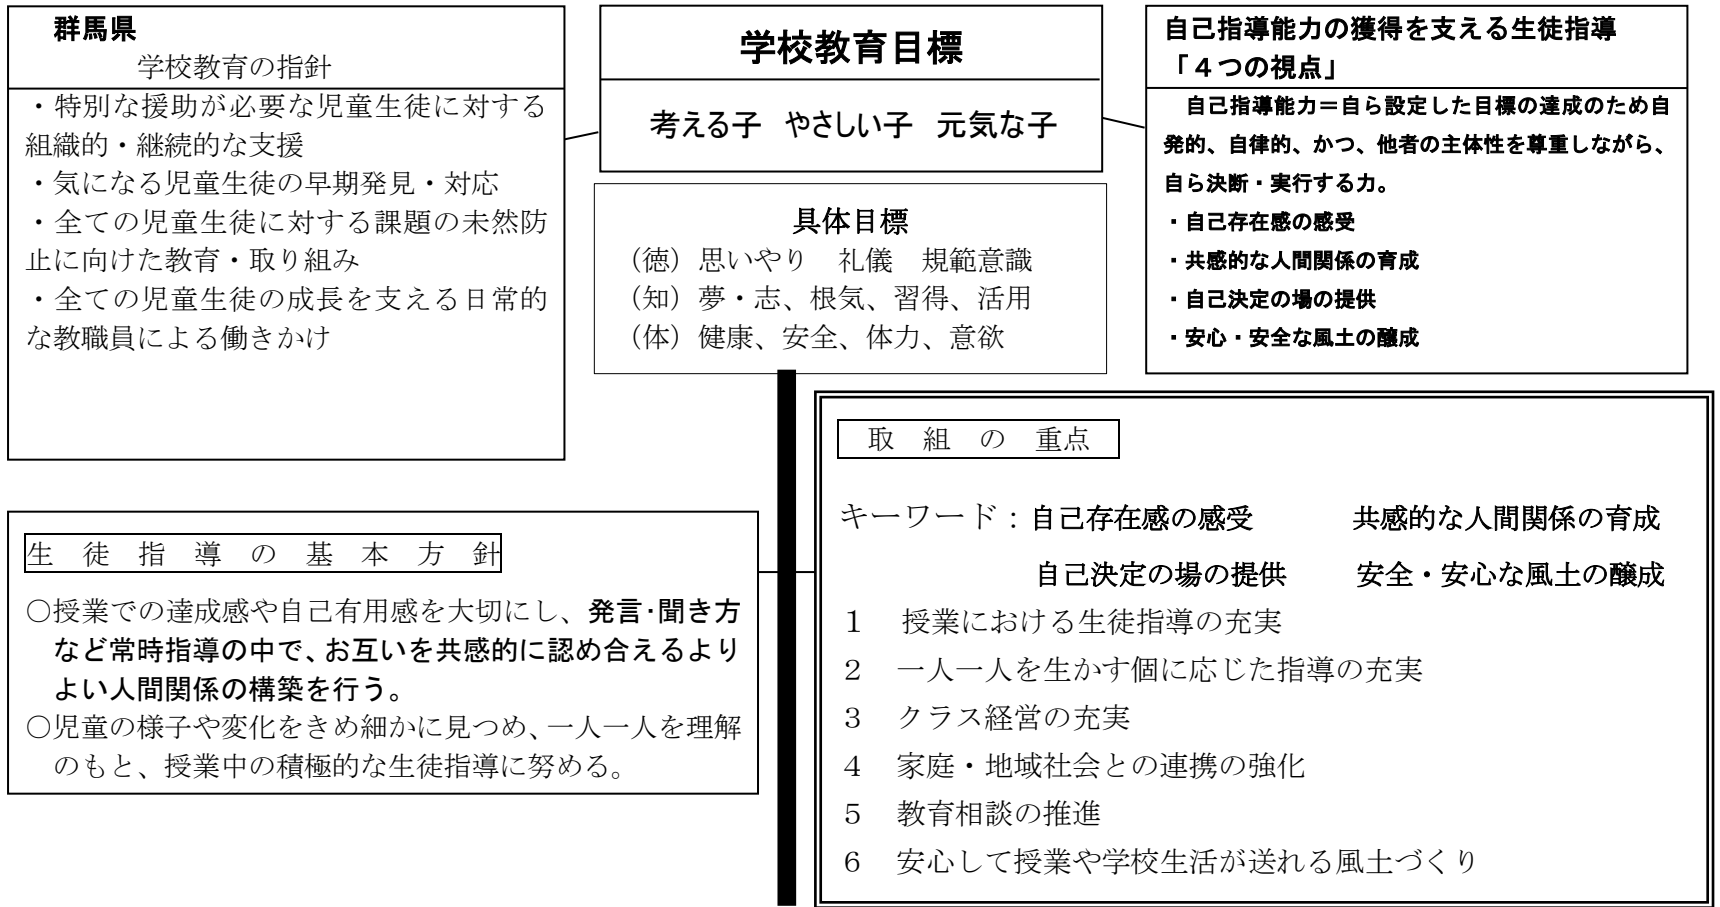 群馬県
学校教育の指針
・特別な援助が必要な児童生徒に対する
組織的・継続的な支援
・気になる児童生徒の早期発見・対応
・全ての児童生徒に対する課題の未然防
止に向けた教育・取り組み
・全ての児童生徒の成長を支える日常的
な教職員による働きかけ
学校教育目標
考える子　やさしい子　元気な子
具体目標
（徳）思いやり　礼儀　規範意識
（知）夢・志、根気、習得、活用
（体）健康、安全、体力、意欲
自己指導能力の獲得を支える生徒指導
「４つの視点」
自己指導能力＝自ら設定した目標の達成のため自
発的、自律的、かつ、他者の主体性を尊重しながら、
自ら決断・実行する力。
・自己存在感の感受
・共感的な人間関係の育成
・自己決定の場の提供
・安心・安全な風土の醸成
生　徒　指　導　の　基　本　方　針
○授業での達成感や自己有用感を大切にし、発言・聞き方
など常時指導の中で、お互いを共感的に認め合えるより
よい人間関係の構築を行う。
○児童の様子や変化をきめ細かに見つめ、一人一人を理解
のもと、授業中の積極的な生徒指導に努める。
取　組　の　重点
キーワード：自己存在感の感受　　　共感的な人間関係の育成
自己決定の場の提供　　安全・安心な風土の醸成
１　授業における生徒指導の充実
２　一人一人を生かす個に応じた指導の充実
３　クラス経営の充実
４　家庭・地域社会との連携の強化
５　教育相談の推進
６　安心して授業や学校生活が送れる風土づくり